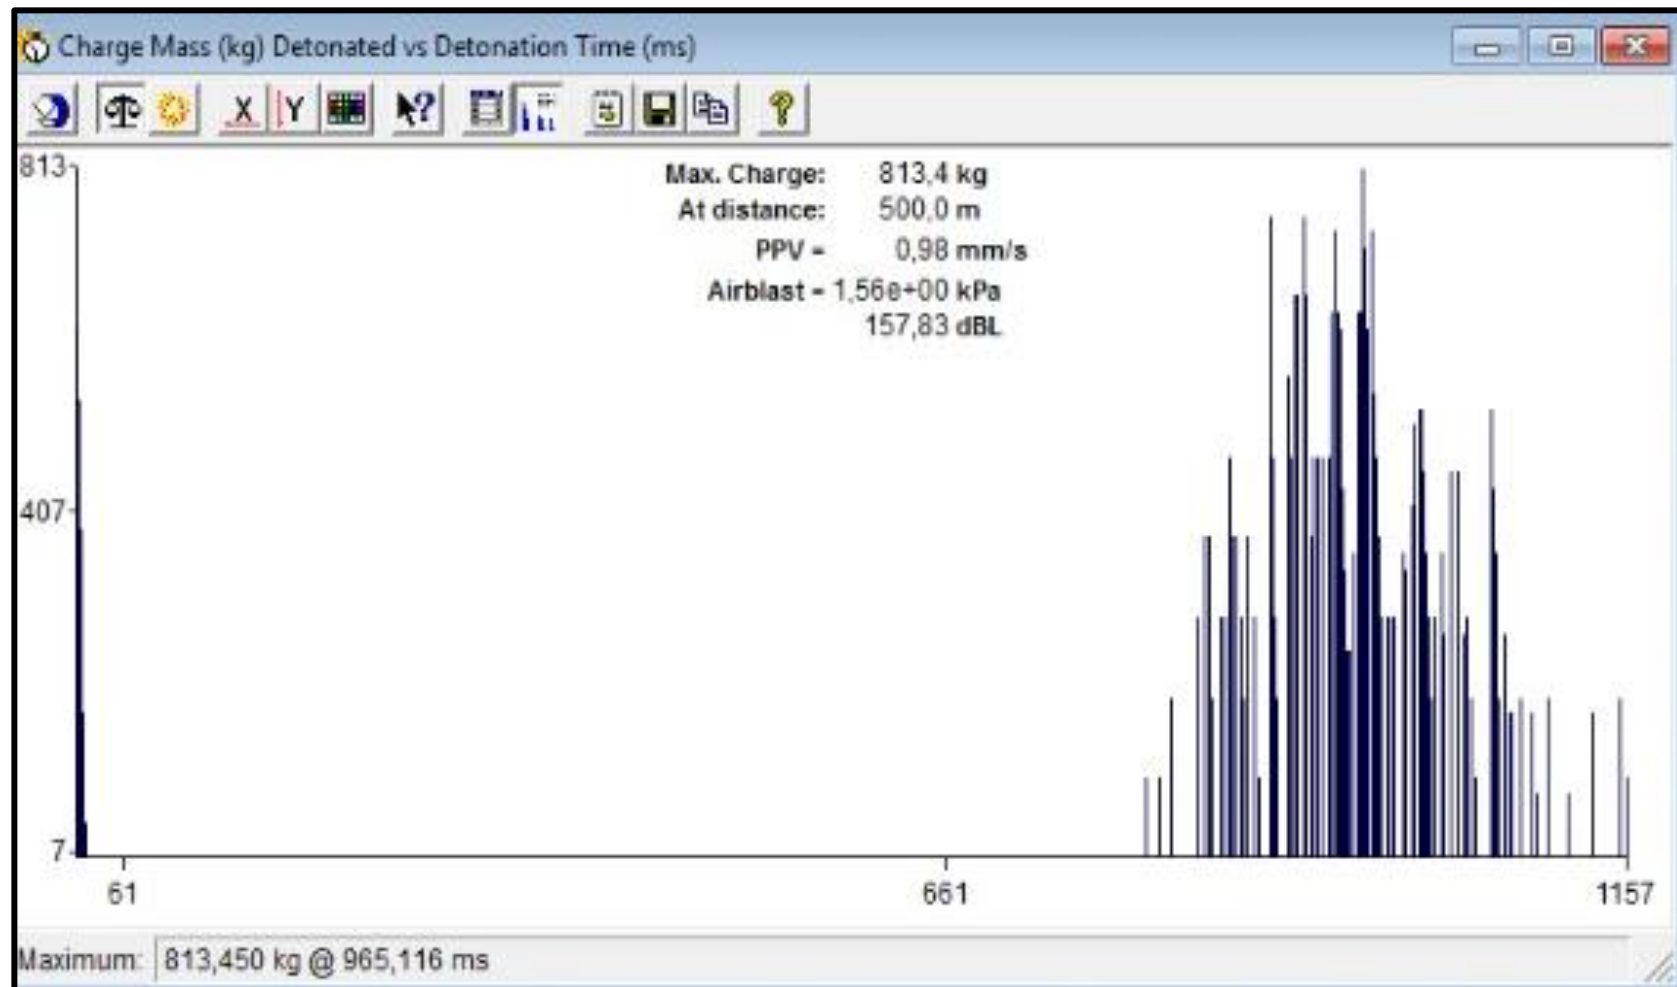 Charge Mass (kg) Detonated vs Detonation Time (ms)
X Y ? ?
813
Max. Charge: 813,4 kg
At distance: 500,0 m
PPV = 0,98 mm/s
Airblast = 1,56e+00 kPa
157,83 dBL
407
7
61 661 1157
Maximum: 813,450 kg @ 965,116 ms